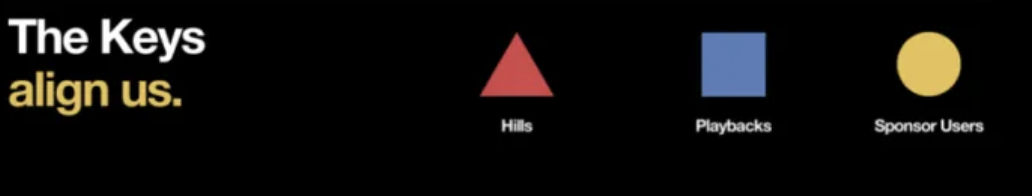 The Keys
align us.
Hills
Playbacks
Sponsor Users